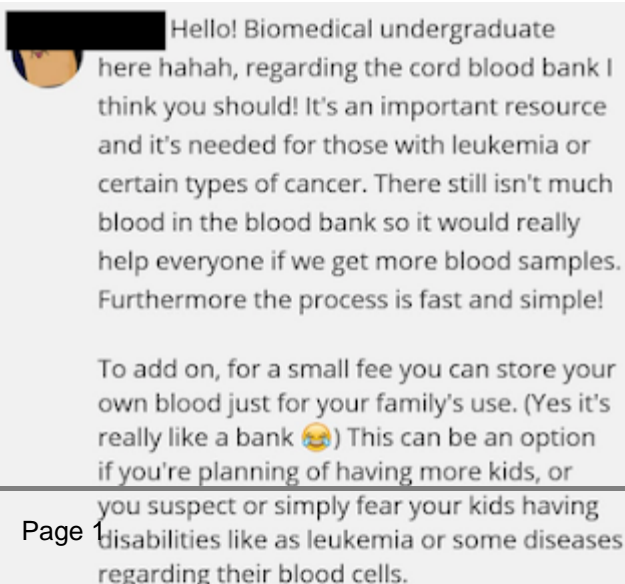 Hello! Biomedical undergraduate
here hahah, regarding the cord blood bank I
think you should! It's an important resource
and it's needed for those with leukemia or
certain types of cancer. There still isn't much
blood in the blood bank so it would really
help everyone if we get more blood samples.
Furthermore the process is fast and simple!
To add on, for a small fee you can store your
own blood just for your family's use. (Yes it's
really like a bank 😂) This can be an option
if you're planning of having more kids, or
you suspect or simply fear your kids having
Page 1
disabilities like as leukemia or some diseases
regarding their blood cells.